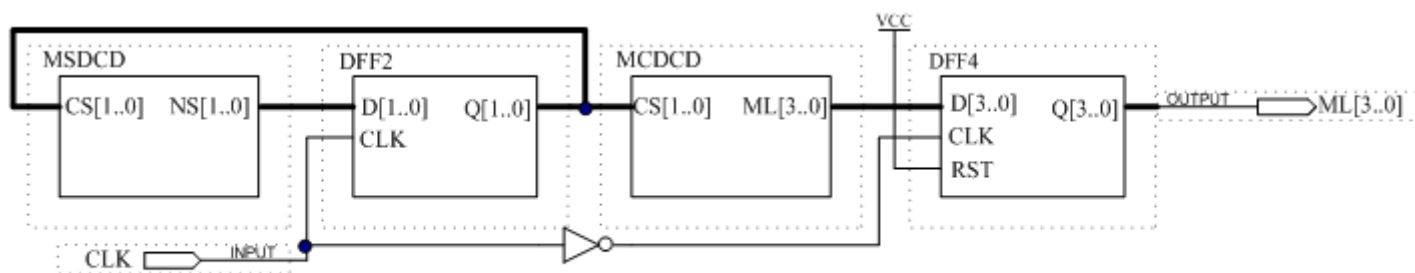 VCC
MSDCD
DFF2
MCDCD
DFF4
CS[1..0] NS[1..0]
D[1..0] Q[1..0]
CLK
CS[1..0] ML[3..0]
D[3..0] Q[3..0]
CLK
RST
OUTPUT
ML[3..0]
CLK
INPUT